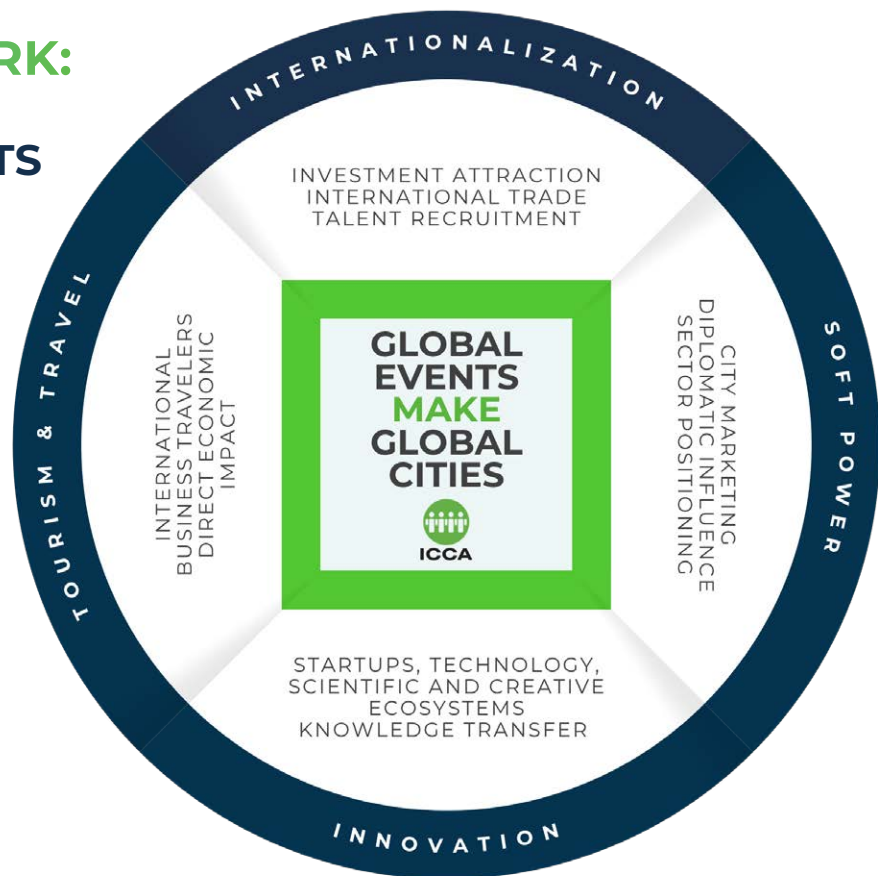 RK:
TS
INTERNATIONALIZATION
INVESTMENT ATTRACTION
INTERNATIONAL TRADE
TALENT RECRUITMENT
TOURISM & TRAVEL
INTERNATIONAL
BUSINESS TRAVELERS
DIRECT ECONOMIC
IMPACT
GLOBAL
EVENTS
MAKE
GLOBAL
CITIES
ICCA
CITY MARKETING
DIPLOMATIC INFLUENCE
SECTOR POSITIONING
SOFT POWER
STARTUPS, TECHNOLOGY,
SCIENTIFIC AND CREATIVE
ECOSYSTEMS
KNOWLEDGE TRANSFER
INNOVATION